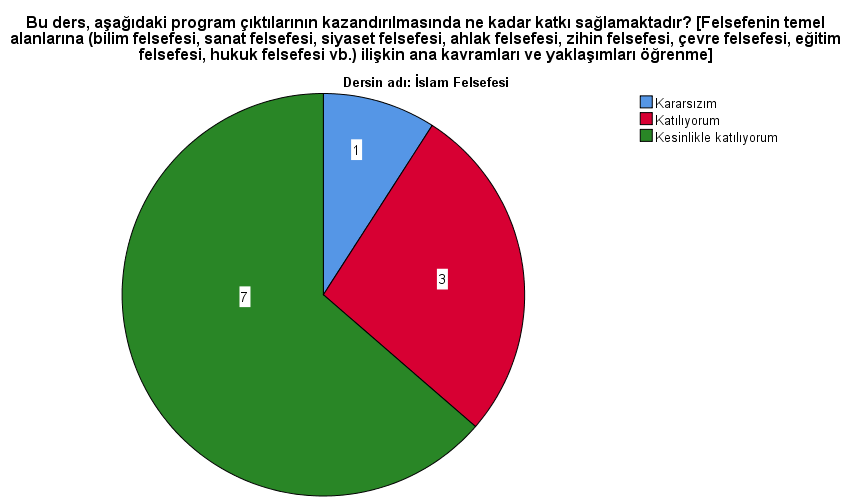 Bu ders, aşağıdaki program çıktılarının kazandırılmasında ne kadar katkı sağlamaktadır? [Felsefenin temel
alanlarına (bilim felsefesi, sanat felsefesi, siyaset felsefesi, ahlak felsefesi, zihin felsefesi, çevre felsefesi, eğitim
felsefesi, hukuk felsefesi vb.) ilişkin ana kavramları ve yaklaşımları öğrenme]
Dersin adı: İslam Felsefesi
Kararsızım
Katılıyorum
Kesinlikle katılıyorum
1
3
7